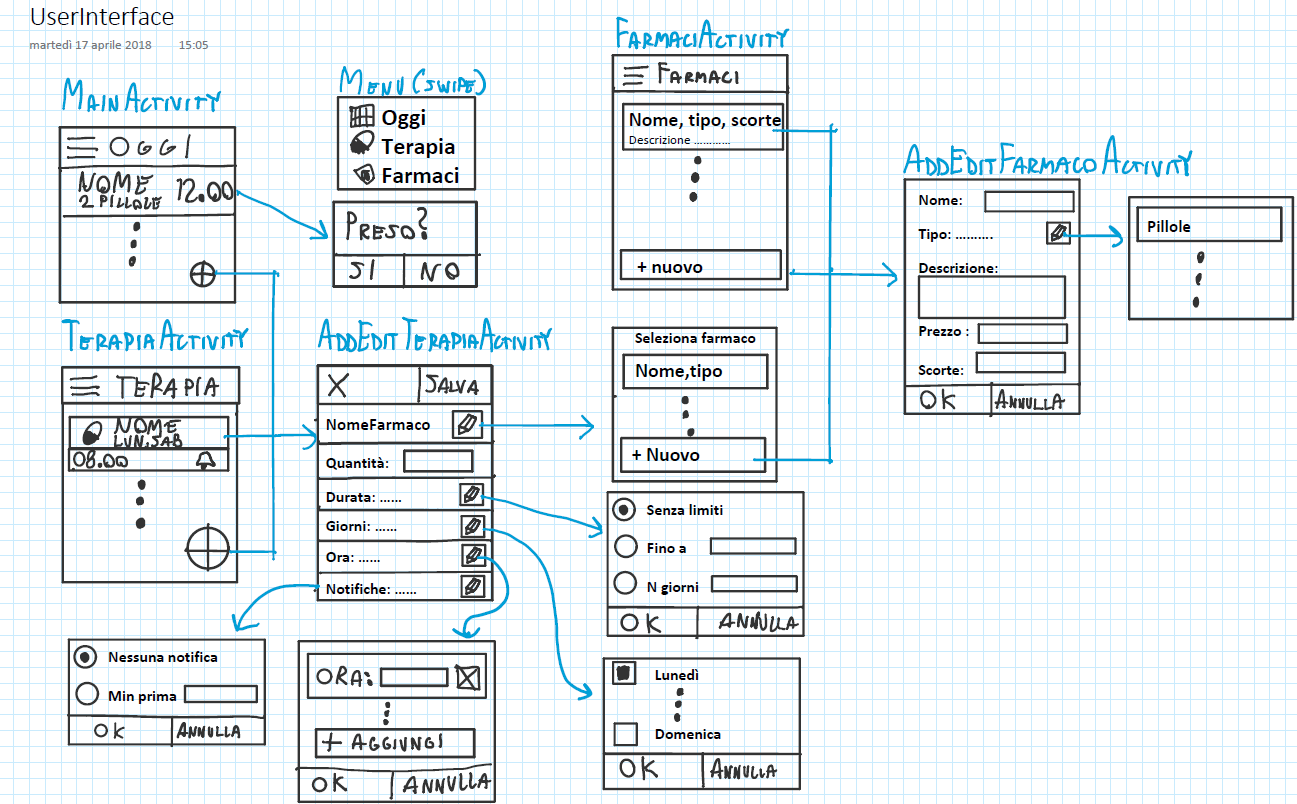 UserInterface
martedì 17 aprile 2018 15:05
MAINACTIVITY
OGGI
NOME 12.00
2 PILLOLE
MENU (SWIPE)
Oggi
Terapia
Farmaci
PRESO?
SI NO
FARMACIACTIVITY
FARMACI
Nome, tipo, scorte
Descrizione ............
+ nuovo
ADDEDITFARMACOACTIVITY
Nome:
Tipo: ..........
Descrizione:
Prezzo :
Scorte:
OK ANNULLA
Pillole
TERAPIAACTIVITY
TERAPIA
NOME
LUN, SAB
08.00
ADDEDITTERAPIAACTIVITY
X SALVA
NomeFarmaco
Quantità:
Durata: ......
Giorni: ......
Ora: ......
Notifiche: ......
Seleziona farmaco
Nome,tipo
+ Nuovo
Senza limiti
Fino a
N giorni
OK ANNULLA
Nessuna notifica
Min prima
OK ANNULLA
ORA:
+ AGGIUNGI
OK ANNULLA
Lunedì
Domenica
OK ANNULLA